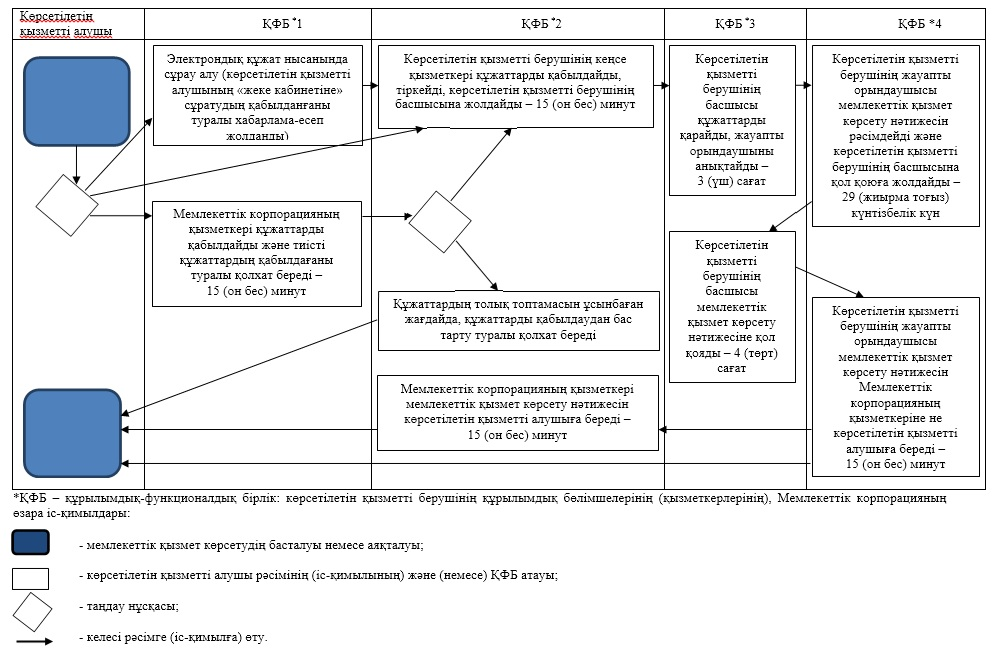 Көрсетілетін
қызметті алушы
ҚФБ *1
ҚФБ *2
ҚФБ *3
ҚФБ *4
Электрондық құжат нысанында
сұрау алу (көрсетілетін қызметті
алушының «жеке кабинетіне»
сұратудың қабылданғаны
туралы хабарлама-есеп
жолданды)
Көрсетілетін қызметті берушінің кеңсе
қызметкері құжаттарды қабылдайды,
тіркейді, көрсетілетін қызметті берушінің
басшысына жолдайды – 15 (он бес) минут
Көрсетілетін
қызметті
берушінің
басшысы
құжаттарды
қарайды, жауапты
орындаушыны
анықтайды –
3 (үш) сағат
Көрсетілетін қызметті
берушінің жауапты
орындаушысы
мемлекеттік қызмет
көрсету нәтижесін
рәсімдейді және
көрсетілетін қызметті
берушінің басшысына
қол қоюға жолдайды –
29 (жиырма тоғыз)
күнтізбелік күн
Мемлекеттік корпорацияның
қызметкері құжаттарды
қабылдайды және тиісті
құжаттардың қабылдағаны
туралы қолхат береді –
15 (он бес) минут
Көрсетілетін
қызметті
берушінің
басшысы
мемлекеттік
қызмет көрсету
нәтижесіне қол
қояды – 4 (төрт)
сағат
Құжаттардың толық топтамасын ұсынбаған
жағдайда, құжаттарды қабылдаудан бас
тарту туралы қолхат береді
Көрсетілетін қызметті
берушінің жауапты
орындаушысы
мемлекеттік қызмет
көрсету нәтижесін
Мемлекеттік
корпорацияның
қызметкеріне не
көрсетілетін қызметті
алушыға береді –
15 (он бес) минут
Мемлекеттік корпорацияның қызметкері
мемлекеттік қызмет көрсету нәтижесін
көрсетілетін қызметті алушыға береді –
15 (он бес) минут
*ҚФБ – құрылымдық-функционалдық бірлік: көрсетілетін қызметті берушінің құрылымдық бөлімшелерінің (қызметкерлерінің), Мемлекеттік корпорацияның
өзара іс-қимылдары:
- мемлекеттік қызмет көрсетудің басталуы немесе аяқталуы;
- көрсетілетін қызметті алушы рәсімінің (іс-қимылының) және (немесе) ҚФБ атауы;
- таңдау нұсқасы;
- келесі рәсімге (іс-қимылға) өту.